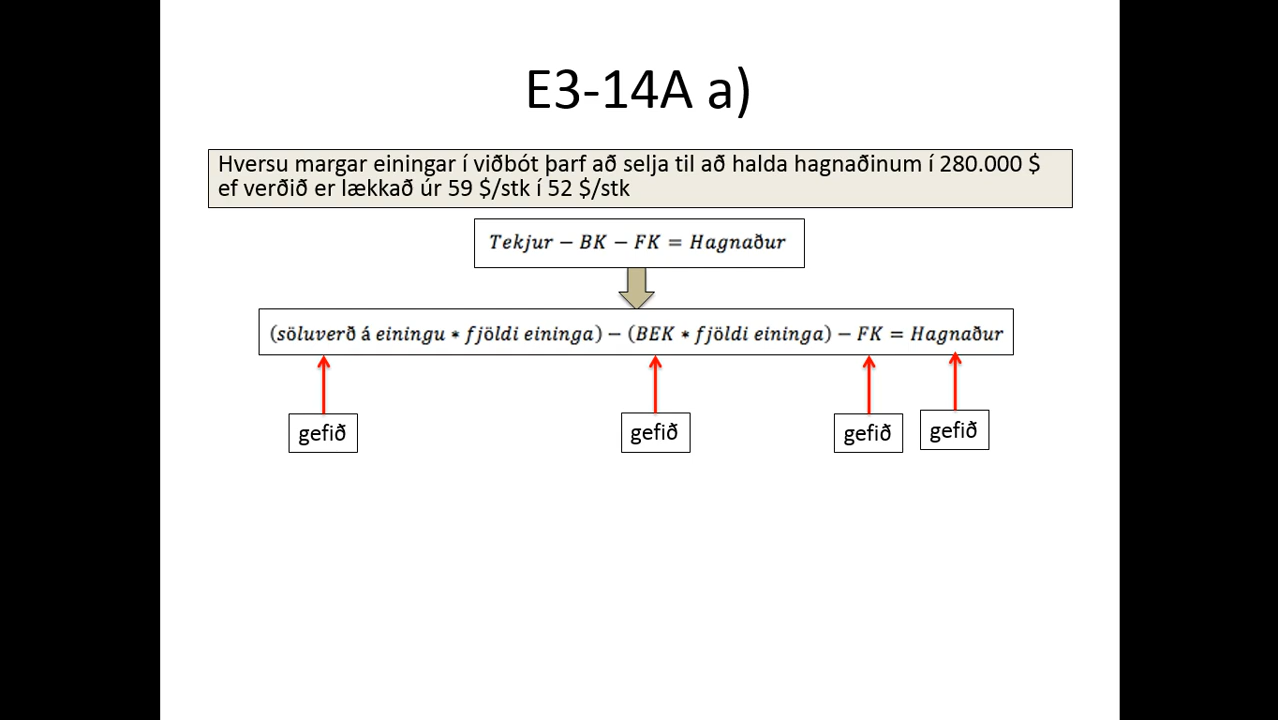 E3-14A a)
Hversu margar einingar í viðbót þarf að selja til að halda hagnaðinum í 280.000 $
ef verðið er lækkað úr 59 $/stk í 52 $/stk
Tekjur − BK − FK = Hagnaður
(söluverð á einingu ∗ fjöldi eininga) − (BEK ∗ fjöldi eininga) − FK = Hagnaður
gefið gefið gefið gefið